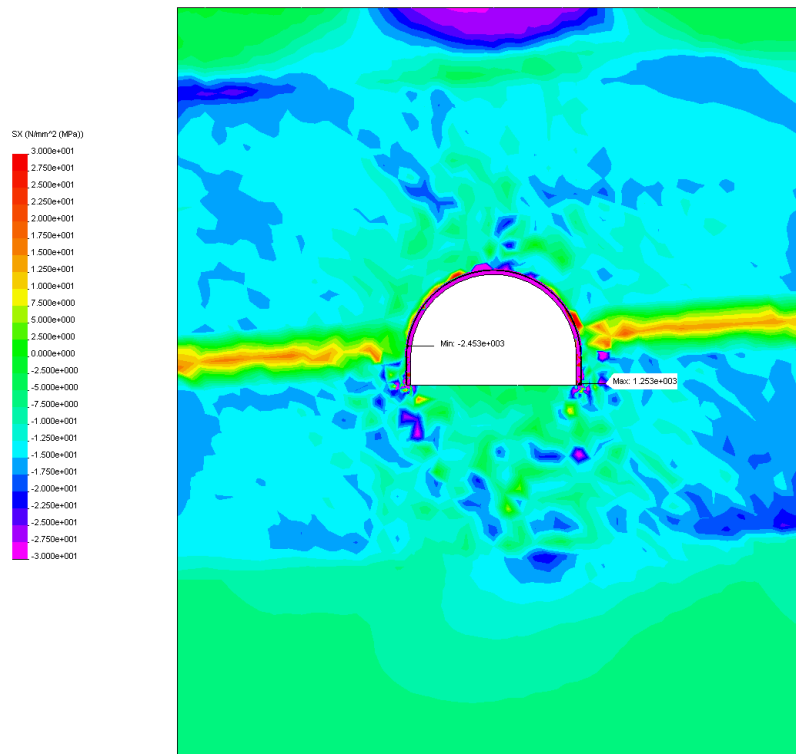 SX (N/mm^2 (MPa))
3.000e+001
2.750e+001
2.500e+001
2.250e+001
2.000e+001
1.750e+001
1.500e+001
1.250e+001
1.000e+001
7.500e+000
5.000e+000
2.500e+000
0.000e+000
-2.500e+000
-5.000e+000
-7.500e+000
-1.000e+001
-1.250e+001
-1.500e+001
-1.750e+001
-2.000e+001
-2.250e+001
-2.500e+001
-2.750e+001
-3.000e+001
Min: -2.453e+003
Max: 1.253e+003